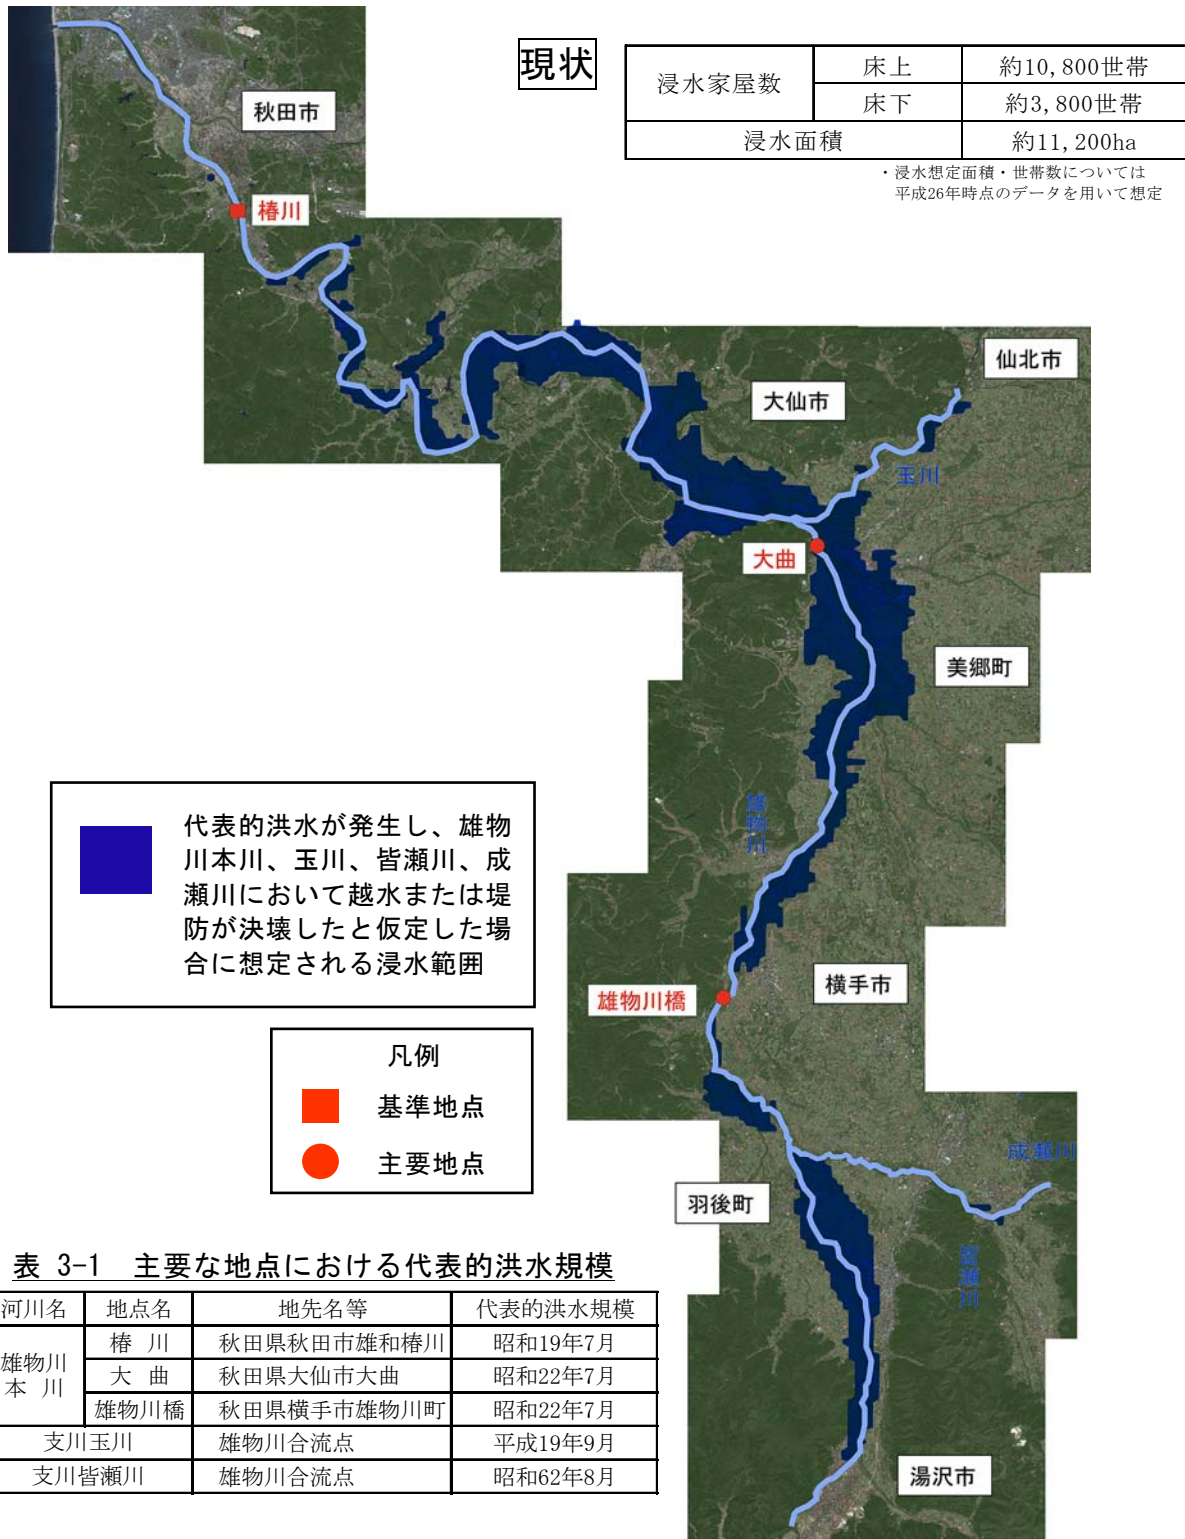 現状
浸水家屋数 床上 約10,800世帯
床下 約3,800世帯
浸水面積 約11,200ha
・浸水想定面積・世帯数については
平成26年時点のデータを用いて想定
秋田市
椿川
仙北市
大仙市
玉川
大曲
美郷町
雄物川
代表的洪水が発生し、雄物
川本川、玉川、皆瀬川、成
瀬川において越水または堤
防が決壊したと仮定した場
合に想定される浸水範囲
横手市
雄物川橋
凡例
基準地点
主要地点
成瀬川
羽後町
皆瀬川
湯沢市
表 3-1 主要な地点における代表的洪水規模
河川名 地点名 地先名等 代表的洪水規模
雄物川
本 川
椿 川 秋田県秋田市雄和椿川 昭和19年7月
大 曲 秋田県大仙市大曲 昭和22年7月
雄物川橋 秋田県横手市雄物川町 昭和22年7月
支川玉川 雄物川合流点 平成19年9月
支川皆瀬川 雄物川合流点 昭和62年8月